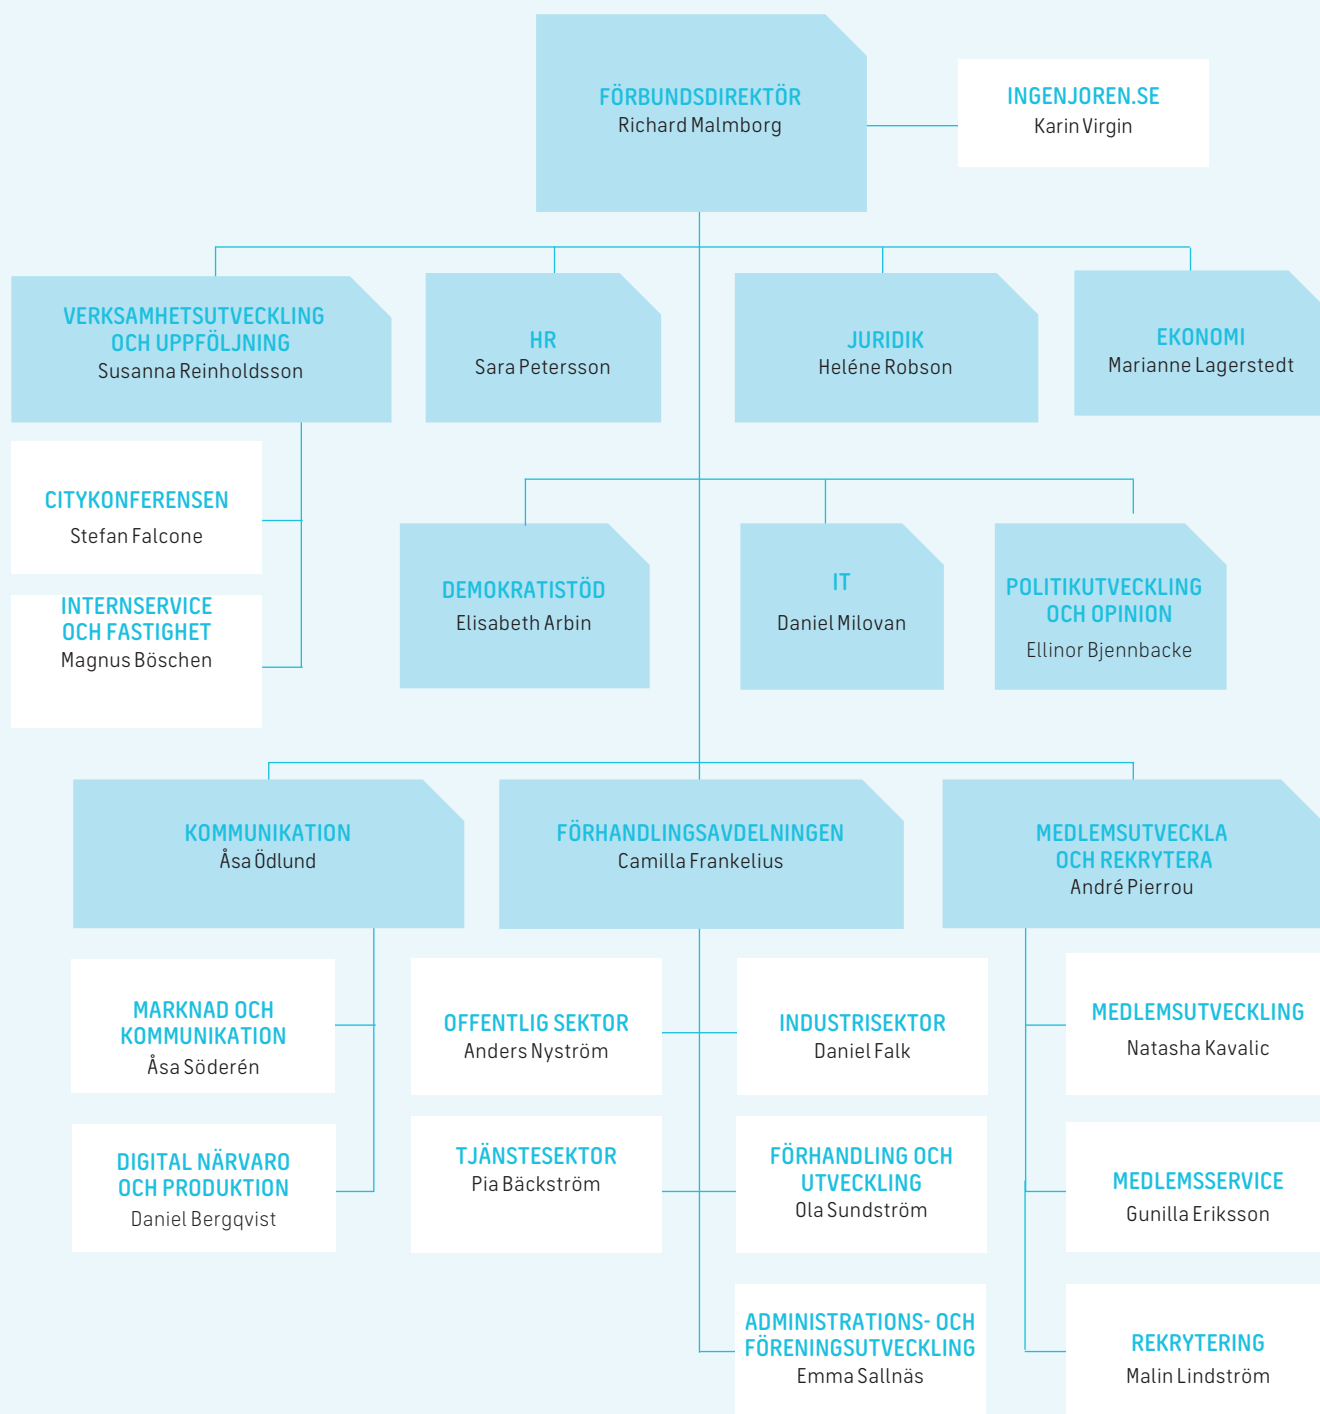 FÖRBUNDSDIREKTÖR
Richard Malmborg
INGENJOREN.SE
Karin Virgin
VERKSAMHETSUTVECKLING
OCH UPPFÖLJNING
Susanna Reinholdsson
HR
Sara Petersson
JURIDIK
Heléne Robson
EKONOMI
Marianne Lagerstedt
CITYKONFERENSEN
Stefan Falcone
INTERNSERVICE
OCH FASTIGHET
Magnus Böschen
DEMOKRATISTÖD
Elisabeth Arbin
IT
Daniel Milovan
POLITIKUTVECKLING
OCH OPINION
Ellinor Bjennbacke
KOMMUNIKATION
Åsa Ödlund
FÖRHANDLINGSAVDELNINGEN
Camilla Frankelius
MEDLEMSUTVECKLA
OCH REKRYTERA
André Pierrou
MARKNAD OCH
KOMMUNIKATION
Åsa Söderén
OFFENTLIG SEKTOR
Anders Nyström
INDUSTRISEKTOR
Daniel Falk
MEDLEMSUTVECKLING
Natasha Kavalic
DIGITAL NÄRVARO
OCH PRODUKTION
Daniel Bergqvist
TJÄNSTESEKTOR
Pia Bäckström
FÖRHANDLING OCH
UTVECKLING
Ola Sundström
MEDLEMSSERVICE
Gunilla Eriksson
ADMINISTRATIONS- OCH
FÖRENINGSUTVECKLING
Emma Sallnäs
REKRYTERING
Malin Lindström